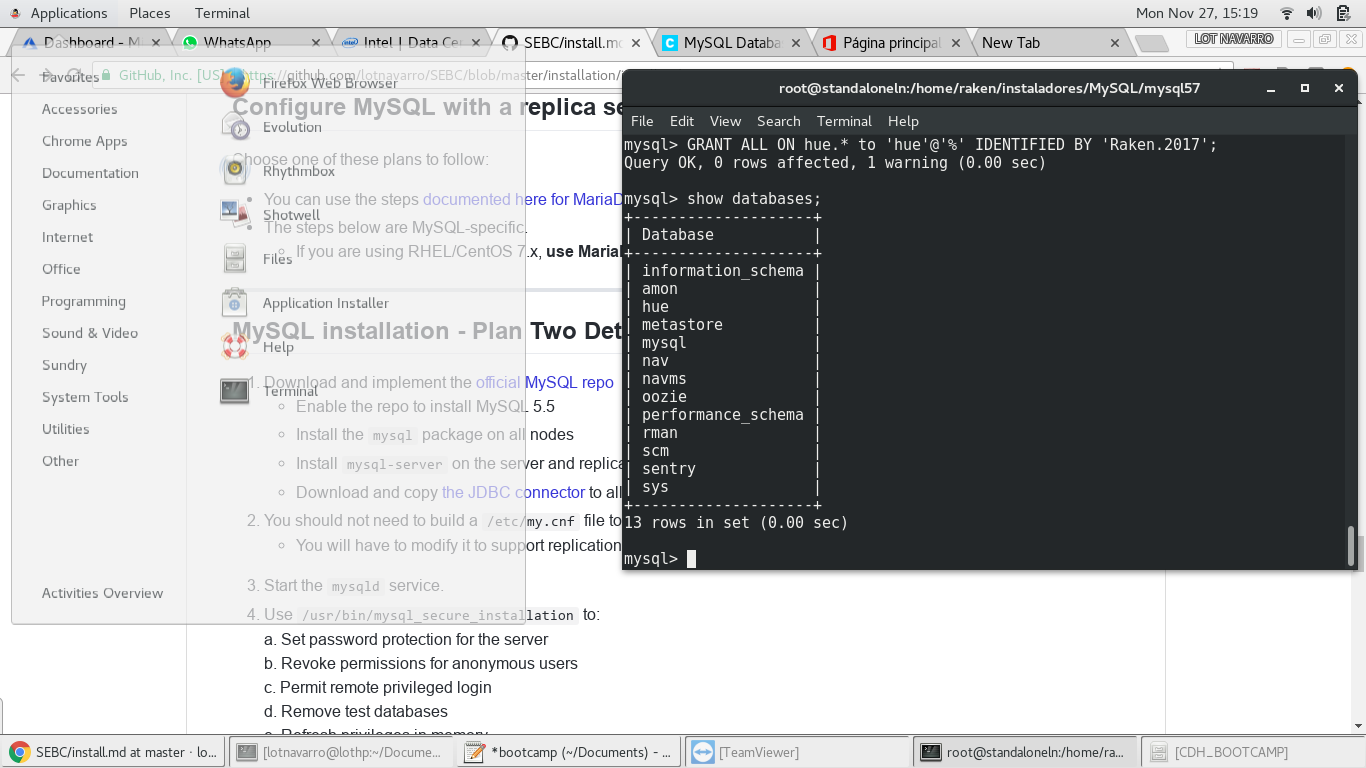 Applications Places Terminal Mon Nov 27, 15:19
Dashboard - M WhatsApp Intel | Data Ce SEBC/install.m MySQL Databa Página principal New Tab LOT NAVARRO
GitHub, Inc. [US] https://github.com/lotnavarro/SEBC/blob/master/installation/
Favorites
Accessories
Chrome Apps
Documentation
Graphics
Internet
Office
Programming
Sound & Video
Sundry
System Tools
Utilities
Other
Activities Overview
Firefox Web Browser
Evolution
Rhythmbox
Shotwell
Files
Application Installer
Help
Terminal
Configure MySQL with a replica se
Choose one of these plans to follow:
You can use the steps documented here for MariaD
The steps below are MySQL-specific.
If you are using RHEL/CentOS 7.x, use Maria
MySQL installation - Plan Two Det
1. Download and implement the official MySQL repo
Enable the repo to install MySQL 5.5
Install the mysql package on all nodes
Install mysql-server on the server and replica
Download and copy the JDBC connector to all
2. You should not need to build a /etc/my.cnf file to
You will have to modify it to support replication
3. Start the mysqld service.
4. Use /usr/bin/mysql_secure_installation to:
a. Set password protection for the server
b. Revoke permissions for anonymous users
c. Permit remote privileged login
d. Remove test databases
e. Refresh privileges in memory
root@standaloneln:/home/raken/instaladores/MySQL/mysql57
File Edit View Search Terminal Help
mysql> GRANT ALL ON hue.* to 'hue'@'%' IDENTIFIED BY 'Raken.2017';
Query OK, 0 rows affected, 1 warning (0.00 sec)
mysql> show databases;
+--------------------+
| Database           |
+--------------------+
| information_schema |
| amon               |
| hue                |
| metastore          |
| mysql              |
| nav                |
| navms              |
| oozie              |
| performance_schema |
| rman               |
| scm                |
| sentry             |
| sys                |
+--------------------+
13 rows in set (0.00 sec)
mysql>
SEBC/install.md at master · lo... [lotnavarro@lothp:~/Docume... *bootcamp (~/Documents) - ... [TeamViewer] root@standaloneln:/home/ra... [CDH_BOOTCAMP]